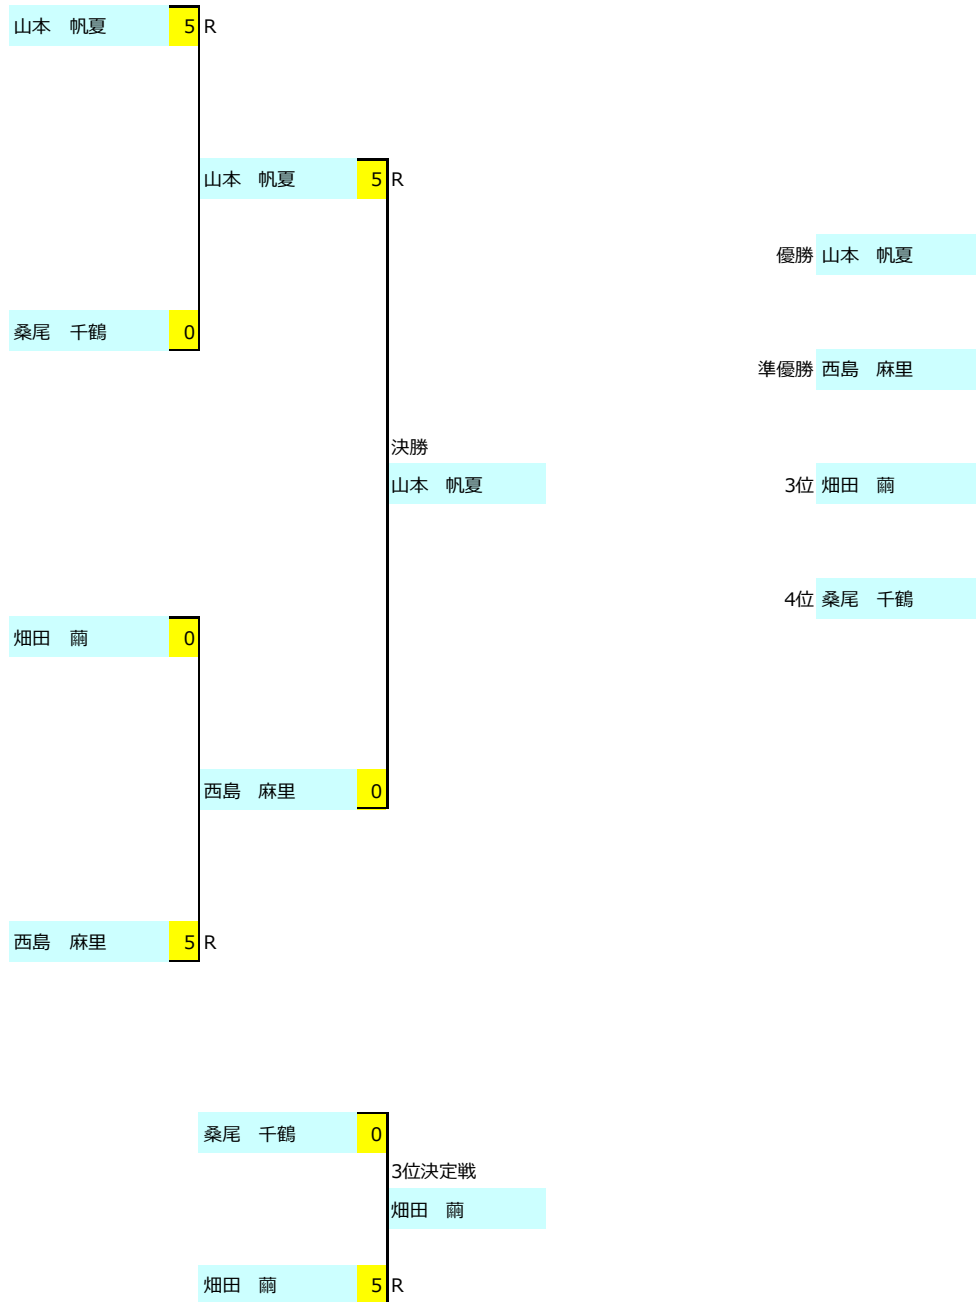 山本　帆夏 5 R
山本　帆夏 5 R
優勝 山本　帆夏
桑尾　千鶴 0
準優勝 西島　麻里
決勝
山本　帆夏
3位 畑田　繭
4位 桑尾　千鶴
畑田　繭 0
西島　麻里 0
西島　麻里 5 R
桑尾　千鶴 0
3位決定戦
畑田　繭
畑田　繭 5 R